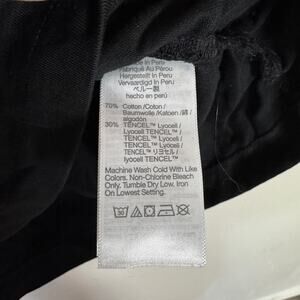 Made in Peru
Fabriqué Au Pérou
Hergestellt In Peru
Vervaardigd In Peru
ペルー製
hecho en perú
70% Cotton /Coton /
Baumwolle /Katoen / 綿 /
algodón
30% TENCEL™ Lyocell /
Lyocell TENCEL™ /
TENCEL™ Lyocell /
TENCEL™ Lyocell /
TENCEL™ リヨセル /
lyocell TENCEL™
Machine Wash Cold With Like
Colors. Non-Chlorine Bleach
Only. Tumble Dry Low. Iron
on Lowest Setting.
30